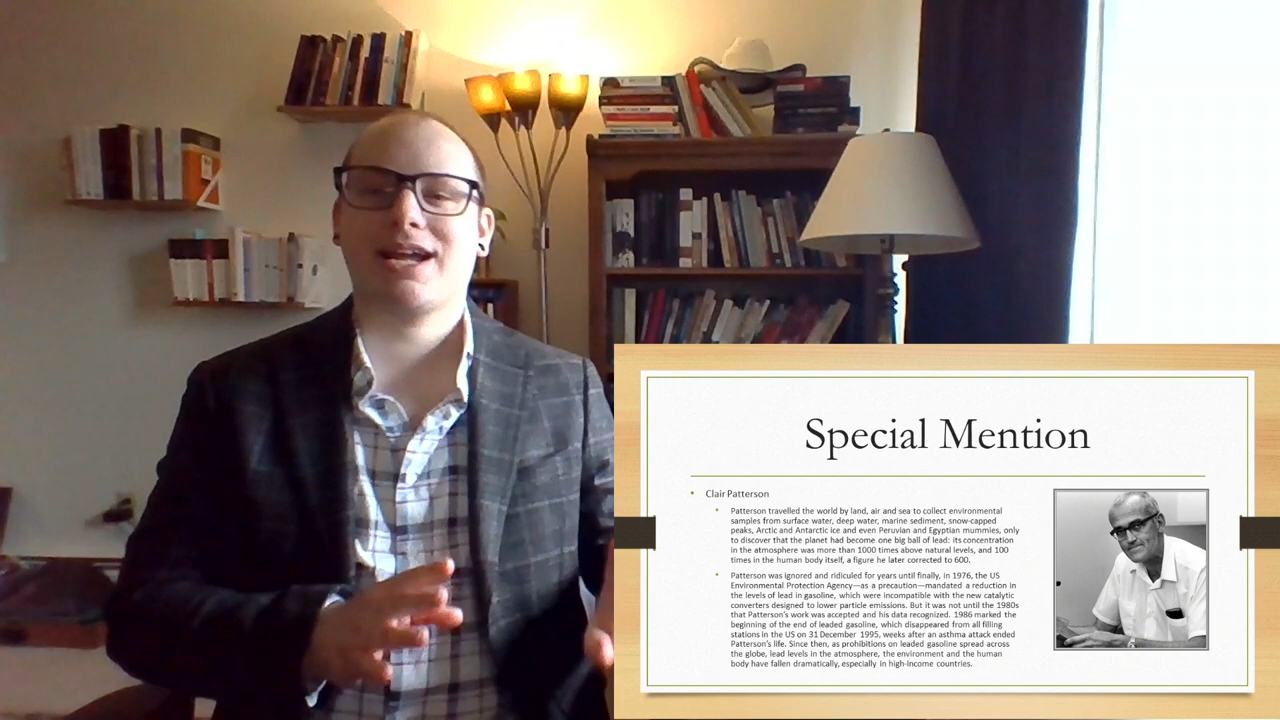 Special Mention
• Clair Patterson
• Patterson travelled the world by land, air and sea to collect environmental
samples from surface water, deep water, marine sediment, snow-capped
peaks, Arctic and Antarctic ice and even Peruvian and Egyptian mummies, only
to discover that the planet had become one big ball of lead: its concentration
in the atmosphere was more than 1000 times above natural levels, and 100
times in the human body itself, a figure he later corrected to 600.
• Patterson was ignored and ridiculed for years until finally, in 1976, the US
Environmental Protection Agency—as a precaution—mandated a reduction in
the levels of lead in gasoline, which were incompatible with the new catalytic
converters designed to lower particle emissions. But it was not until the 1980s
that Patterson's work was accepted and his data recognized. 1986 marked the
beginning of the end of leaded gasoline, which disappeared from all filling
stations in the US on 31 December 1995, weeks after an asthma attack ended
Patterson's life. Since then, as prohibitions on leaded gasoline spread across
the globe, lead levels in the atmosphere, the environment and the human
body have fallen dramatically, especially in high-income countries.